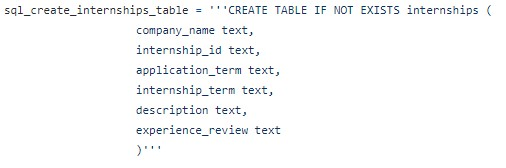 sql_create_internships_table = '''CREATE TABLE IF NOT EXISTS internships (
company_name text,
internship_id text,
application_term text,
internship_term text,
description text,
experience_review text
)'''